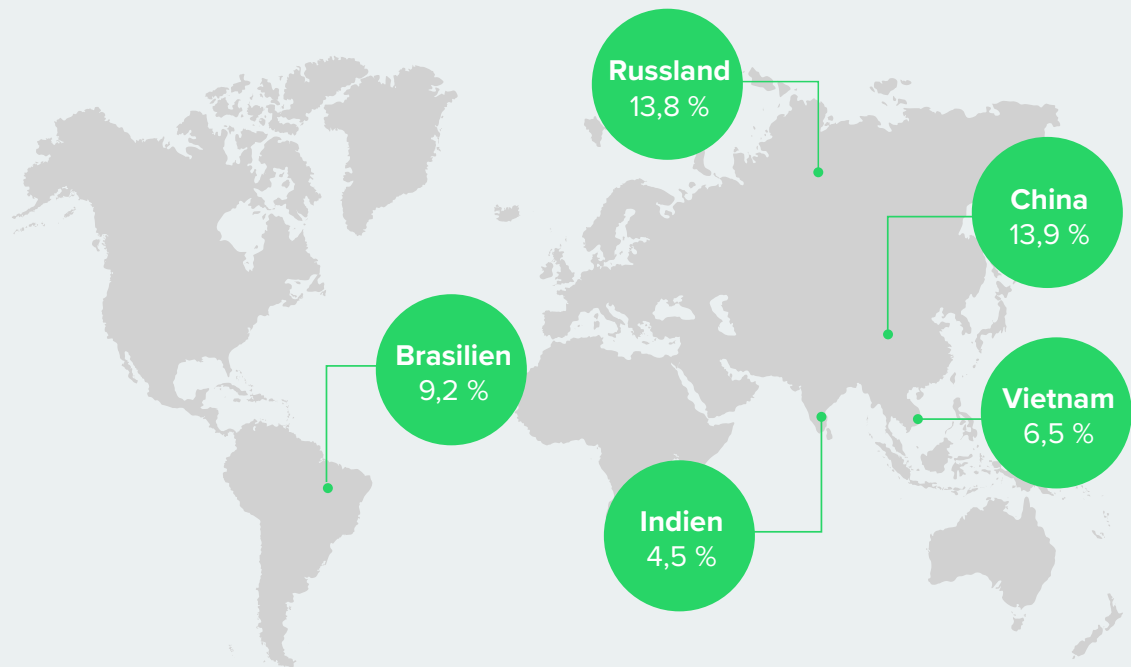 Russland
13,8 %
China
13,9 %
Brasilien
9,2 %
Vietnam
6,5 %
Indien
4,5 %